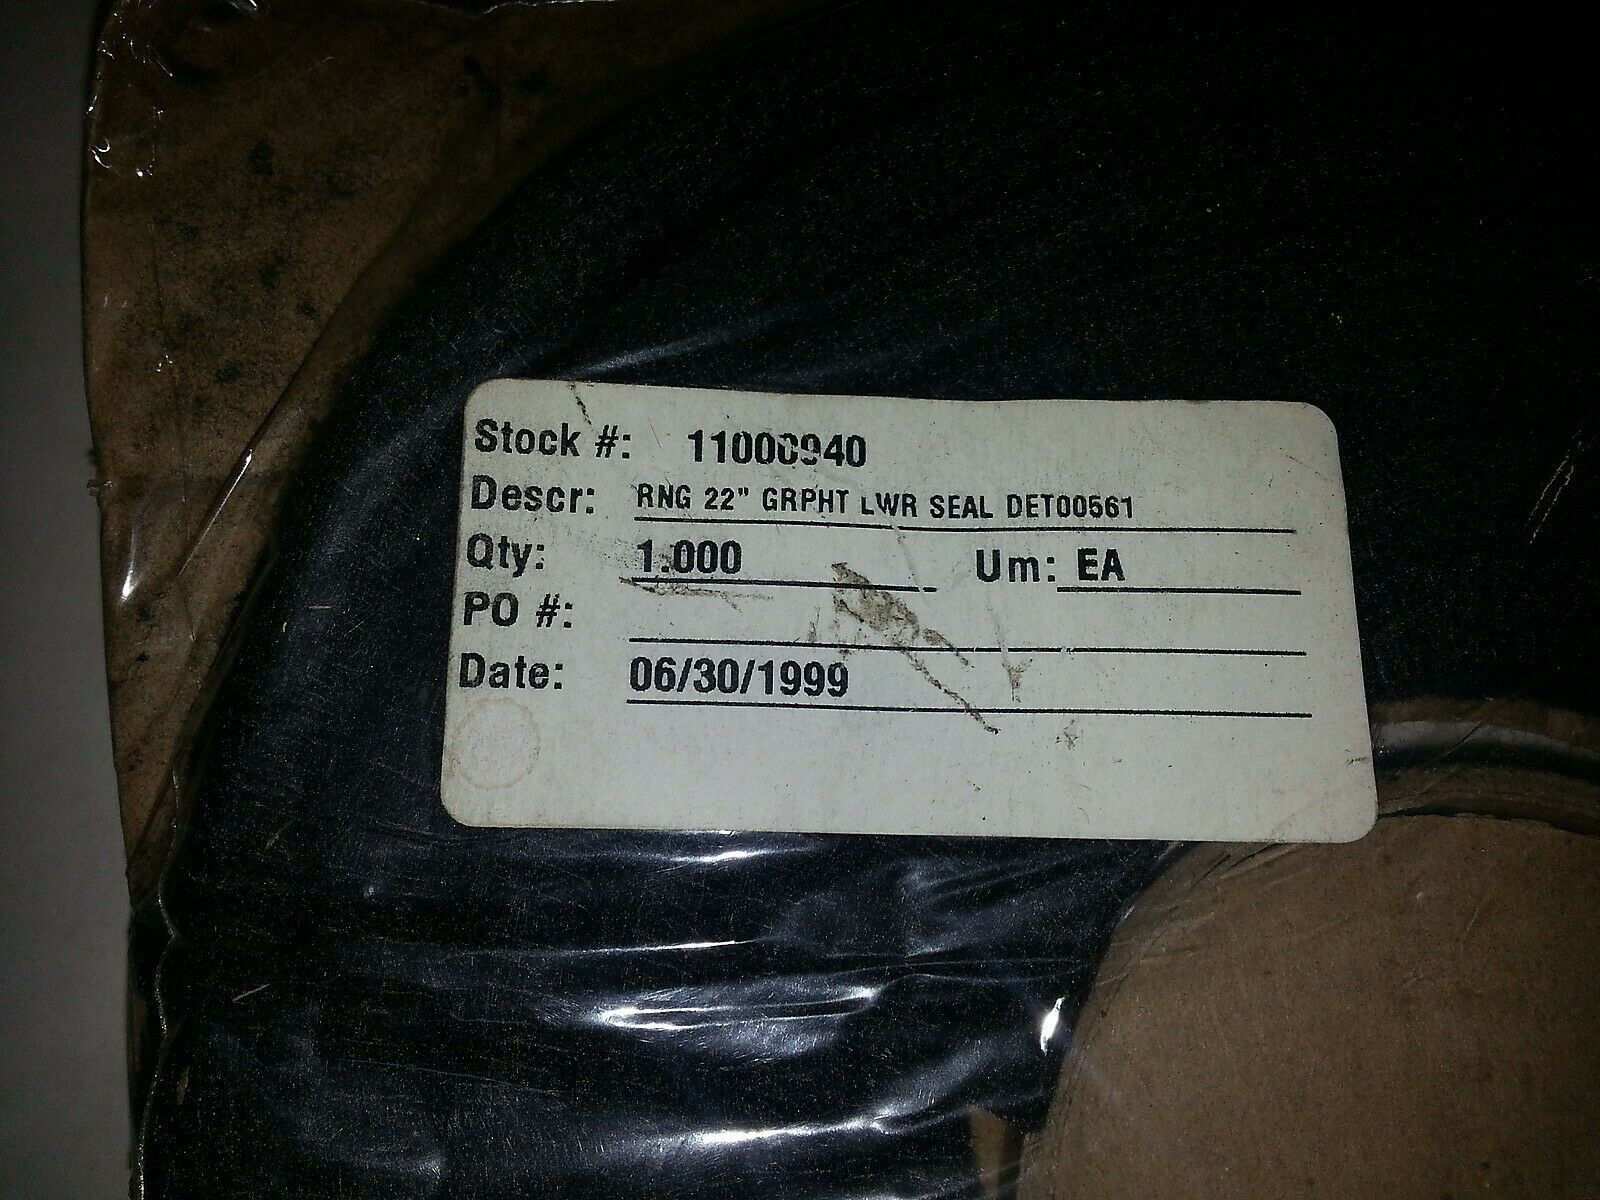 Stock #: 11000940
Descr: RNG 22" GRPHT LWR SEAL DET00561
Qty: 1.000 Um: EA
PO #:
Date: 06/30/1999